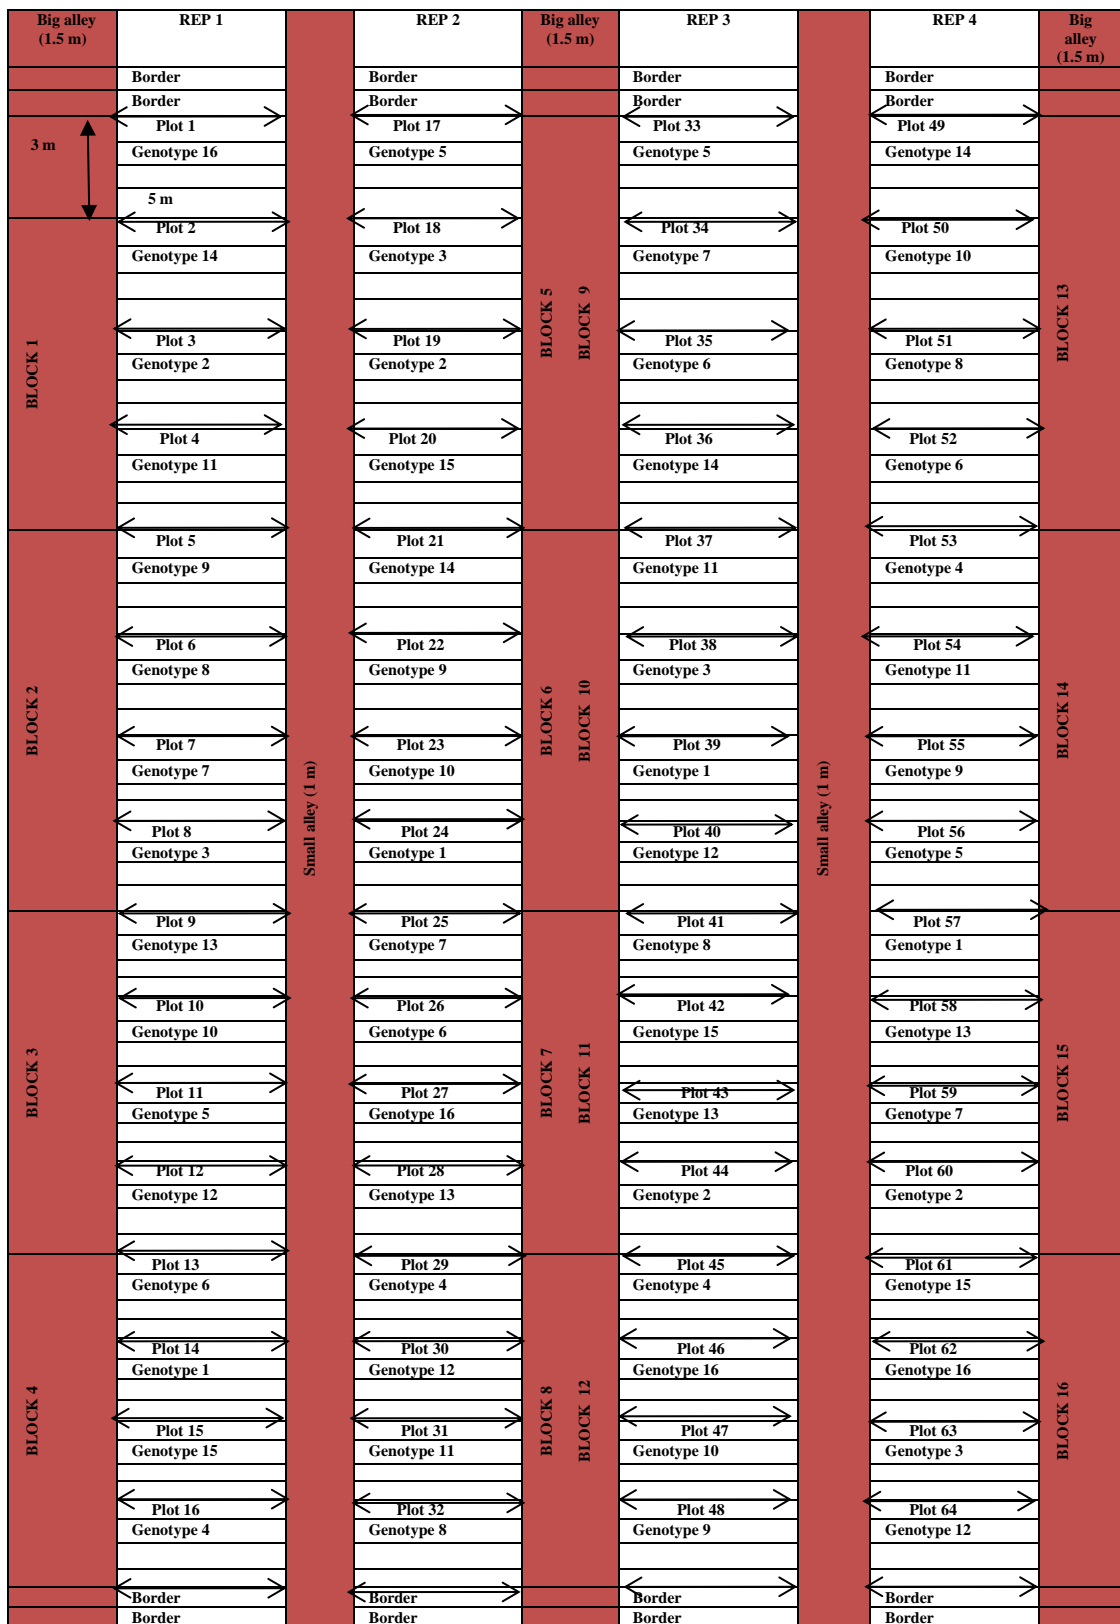 Big alley (1.5 m) REP 1 REP 2 Big alley (1.5 m) REP 3 REP 4 Big alley (1.5 m)
Border Border Border Border
Border Border Border Border
Plot 1 Plot 17 Plot 33 Plot 49
3 m
Genotype 16 Genotype 5 Genotype 5 Genotype 14
5 m
Plot 2 Plot 18 Plot 34 Plot 50
Genotype 14 Genotype 3 Genotype 7 Genotype 10
BLOCK 1 BLOCK 5 BLOCK 9 BLOCK 13
Plot 3 Plot 19 Plot 35 Plot 51
Genotype 2 Genotype 2 Genotype 6 Genotype 8
Plot 4 Plot 20 Plot 36 Plot 52
Genotype 11 Genotype 15 Genotype 14 Genotype 6
Plot 5 Plot 21 Plot 37 Plot 53
Genotype 9 Genotype 14 Genotype 11 Genotype 4
Plot 6 Plot 22 Plot 38 Plot 54
Genotype 8 Genotype 9 Genotype 3 Genotype 11
BLOCK 2 BLOCK 6 BLOCK 10 BLOCK 14
Plot 7 Plot 23 Plot 39 Plot 55
Genotype 7 Genotype 10 Genotype 1 Genotype 9
Small alley (1 m) Small alley (1 m)
Plot 8 Plot 24 Plot 40 Plot 56
Genotype 3 Genotype 1 Genotype 12 Genotype 5
Plot 9 Plot 25 Plot 41 Plot 57
Genotype 13 Genotype 7 Genotype 8 Genotype 1
Plot 10 Plot 26 Plot 42 Plot 58
Genotype 10 Genotype 6 Genotype 15 Genotype 13
BLOCK 3 BLOCK 7 BLOCK 11 BLOCK 15
Plot 11 Plot 27 Plot 43 Plot 59
Genotype 5 Genotype 16 Genotype 13 Genotype 7
Plot 12 Plot 28 Plot 44 Plot 60
Genotype 12 Genotype 13 Genotype 2 Genotype 2
Plot 13 Plot 29 Plot 45 Plot 61
Genotype 6 Genotype 4 Genotype 4 Genotype 15
Plot 14 Plot 30 Plot 46 Plot 62
Genotype 1 Genotype 12 Genotype 16 Genotype 16
BLOCK 4 BLOCK 8 BLOCK 12 BLOCK 16
Plot 15 Plot 31 Plot 47 Plot 63
Genotype 15 Genotype 11 Genotype 10 Genotype 3
Plot 16 Plot 32 Plot 48 Plot 64
Genotype 4 Genotype 8 Genotype 9 Genotype 12
Border Border Border Border
Border Border Border Border